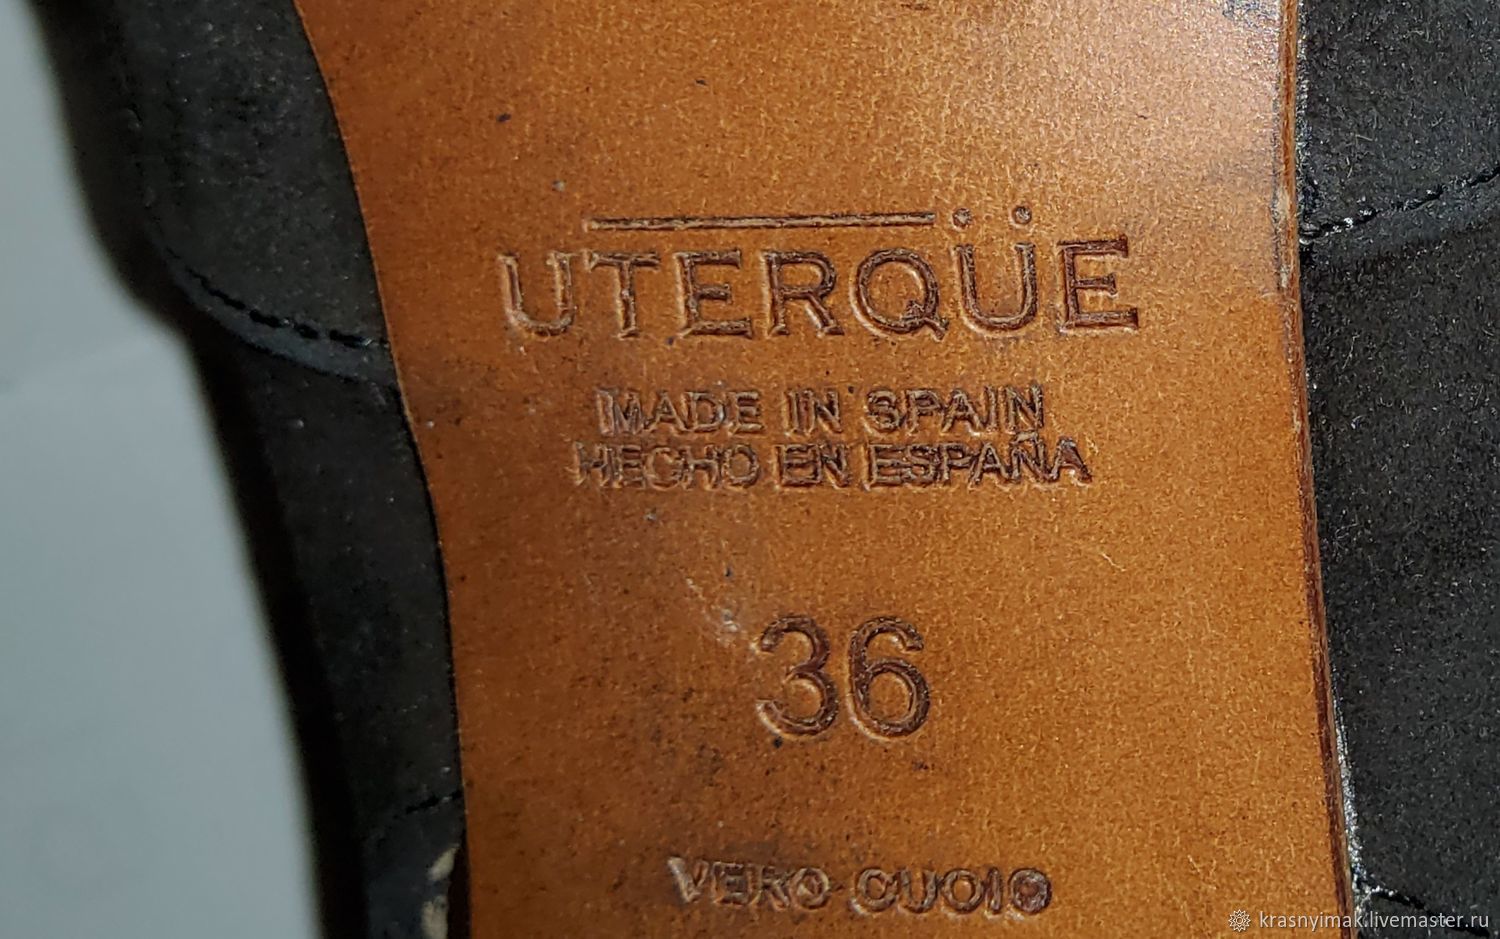 UTERQÜE
MADE IN SPAIN
HECHO EN ESPAÑA
36
VERO CUOIO
krasnyimak.livemaster.ru